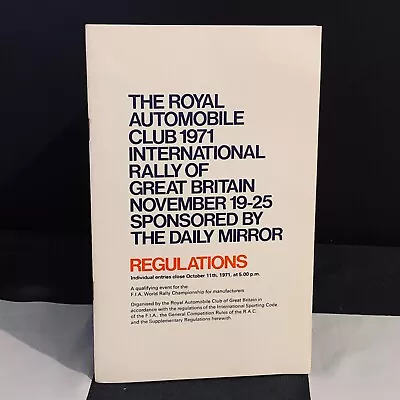 THE ROYAL
AUTOMOBILE
CLUB 1971
INTERNATIONAL
RALLY OF
GREAT BRITAIN
NOVEMBER 19-25
SPONSORED BY
THE DAILY MIRROR
REGULATIONS
Individual entries close October 11th, 1971, at 5.00 p.m.
A qualifying event for the
F.I.A. World Rally Championship for manufacturers
Organised by the Royal Automobile Club of Great Britain in
accordance with the regulations of the International Sporting Code
of the F.I.A., the General Competition Rules of the R.A.C.
and the Supplementary Regulations herewith.